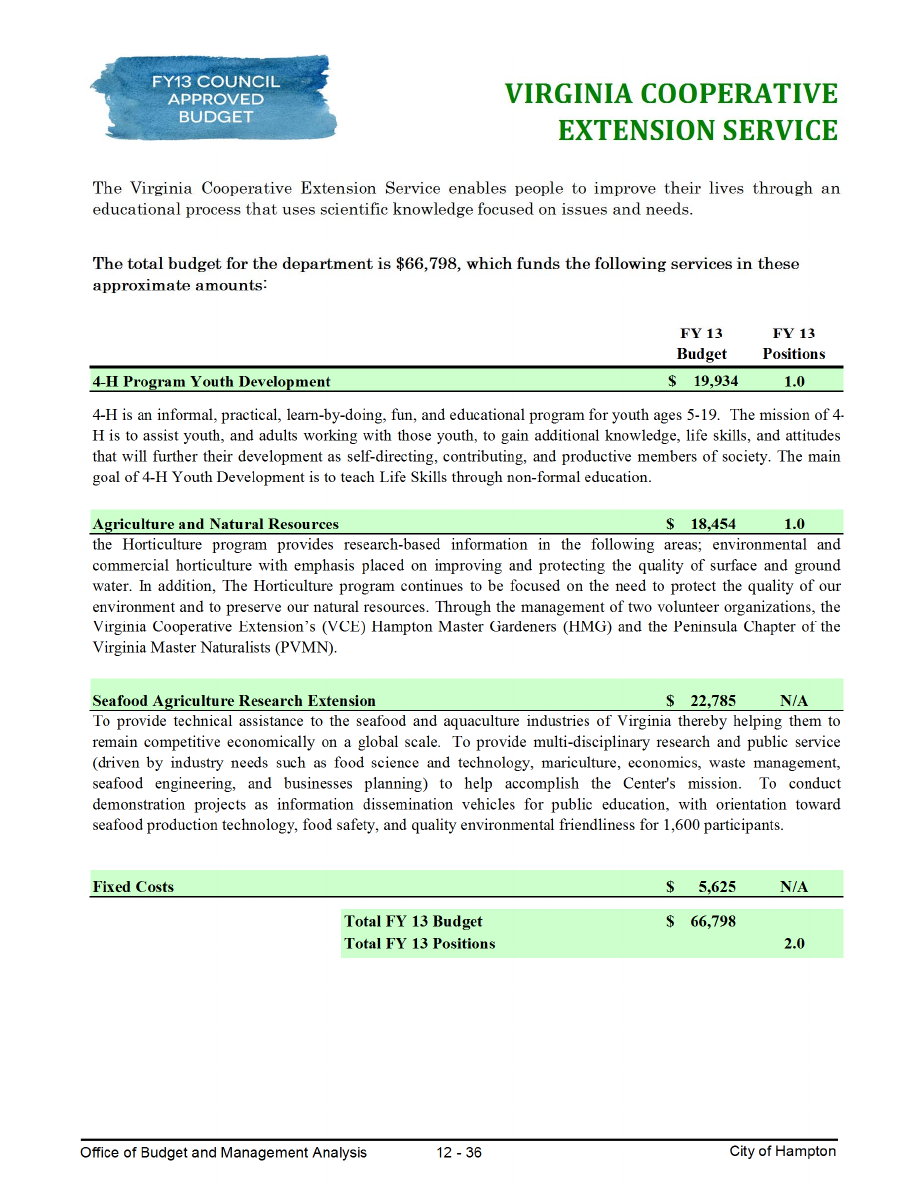 FY13 COUNCIL
APPROVED
BUDGET
VIRGINIA COOPERATIVE
EXTENSION SERVICE
The Virginia Cooperative Extension Service enables people to improve their lives through an
educational process that uses scientific knowledge focused on issues and needs.
The total budget for the department is $66,798, which funds the following services in these
approximate amounts:
FY 13 FY 13
Budget Positions
4-H Program Youth Development $ 19,934 1.0
4-H is an informal, practical, learn-by-doing, fun, and educational program for youth ages 5-19. The mission of 4-
H is to assist youth, and adults working with those youth, to gain additional knowledge, life skills, and attitudes
that will further their development as self-directing, contributing, and productive members of society. The main
goal of 4-H Youth Development is to teach Life Skills through non-formal education.
Agriculture and Natural Resources $ 18,454 1.0
the Horticulture program provides research-based information in the following areas; environmental and
commercial horticulture with emphasis placed on improving and protecting the quality of surface and ground
water. In addition, The Horticulture program continues to be focused on the need to protect the quality of our
environment and to preserve our natural resources. Through the management of two volunteer organizations, the
Virginia Cooperative Extension's (VCE) Hampton Master Gardeners (HMG) and the Peninsula Chapter of the
Virginia Master Naturalists (PVMN).
Seafood Agriculture Research Extension $ 22,785 N/A
To provide technical assistance to the seafood and aquaculture industries of Virginia thereby helping them to
remain competitive economically on a global scale. To provide multi-disciplinary research and public service
(driven by industry needs such as food science and technology, mariculture, economics, waste management,
seafood engineering, and businesses planning) to help accomplish the Center's mission. To conduct
demonstration projects as information dissemination vehicles for public education, with orientation toward
seafood production technology, food safety, and quality environmental friendliness for 1,600 participants.
Fixed Costs $ 5,625 N/A
Total FY 13 Budget $ 66,798
Total FY 13 Positions 2.0
Office of Budget and Management Analysis 12 - 36 City of Hampton